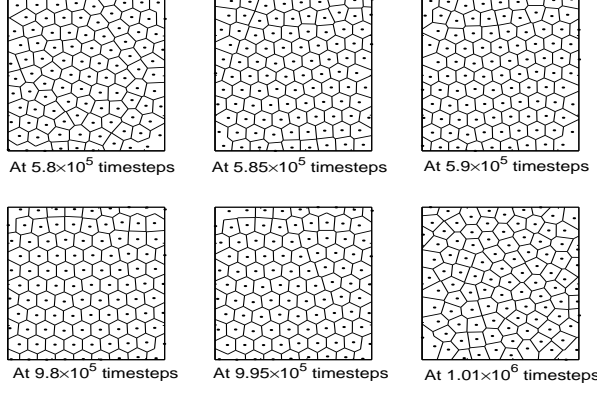 At 5.8×10⁵ timesteps
At 5.85×10⁵ timesteps
At 5.9×10⁵ timesteps
At 9.8×10⁵ timesteps
At 9.95×10⁵ timesteps
At 1.01×10⁶ timesteps